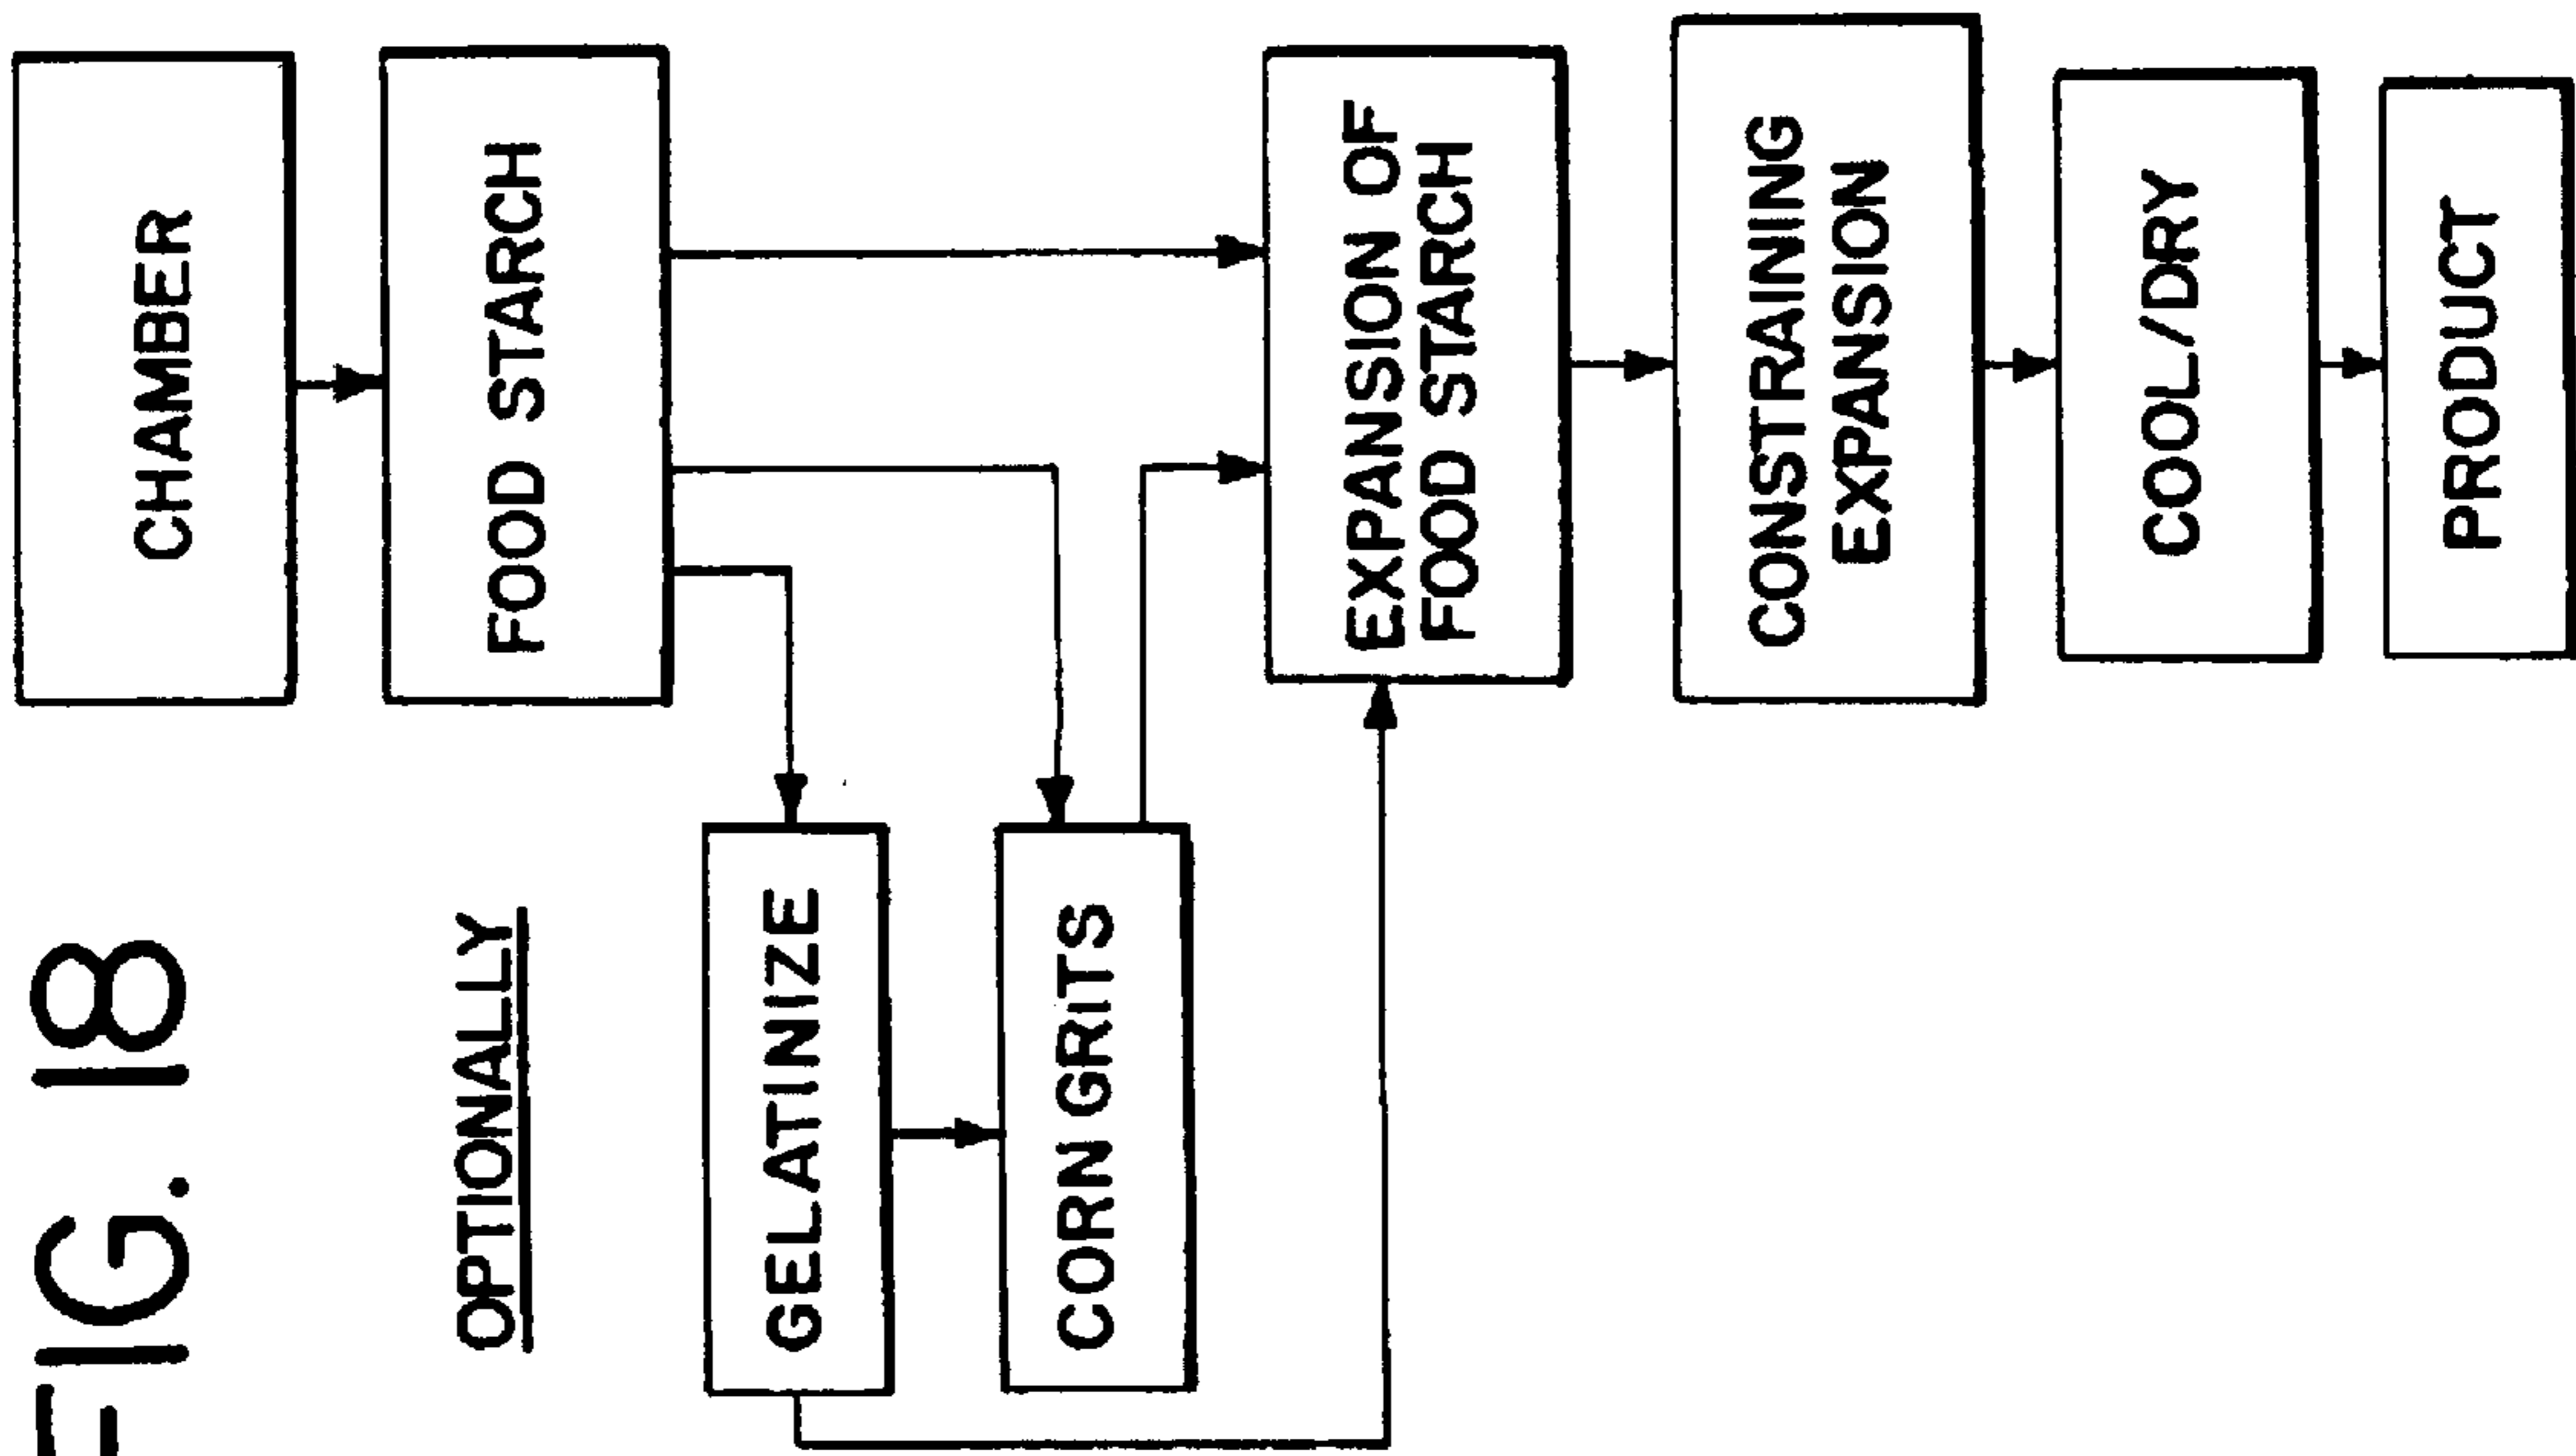 FIG. 18
OPTIONALLY
CHAMBER
FOOD STARCH
GELATINIZE
CORN GRITS
EXPANSION OF
FOOD STARCH
CONSTRAINING
EXPANSION
COOL/DRY
PRODUCT